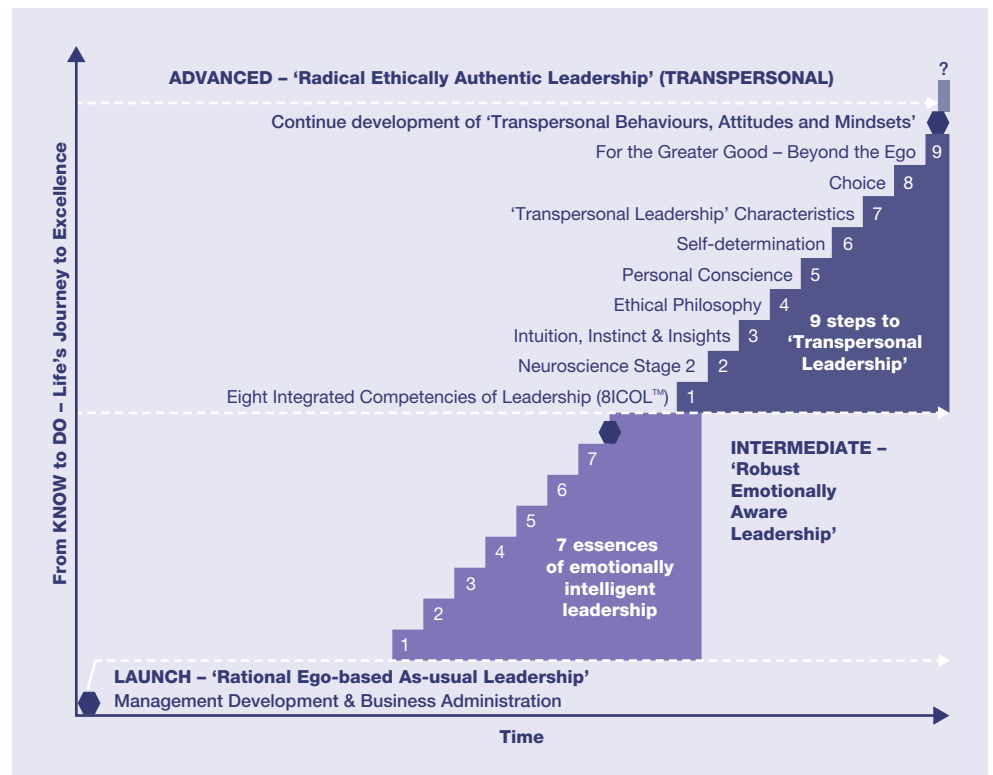 ?
ADVANCED – ‘Radical Ethically Authentic Leadership’ (TRANSPERSONAL)
Continue development of ‘Transpersonal Behaviours, Attitudes and Mindsets’
For the Greater Good – Beyond the Ego 9
Choice 8
‘Transpersonal Leadership’ Characteristics 7
Self-determination 6
Personal Conscience 5
Ethical Philosophy 4
Intuition, Instinct & Insights 3
Neuroscience Stage 2 2
Eight Integrated Competencies of Leadership (8ICOL™) 1
9 steps to
‘Transpersonal
Leadership’
INTERMEDIATE –
‘Robust
Emotionally
Aware
Leadership’
7
6
5
4
3
2
1
7 essences
of emotionally
intelligent
leadership
LAUNCH – ‘Rational Ego-based As-usual Leadership’
Management Development & Business Administration
Time
From KNOW to DO – Life’s Journey to Excellence